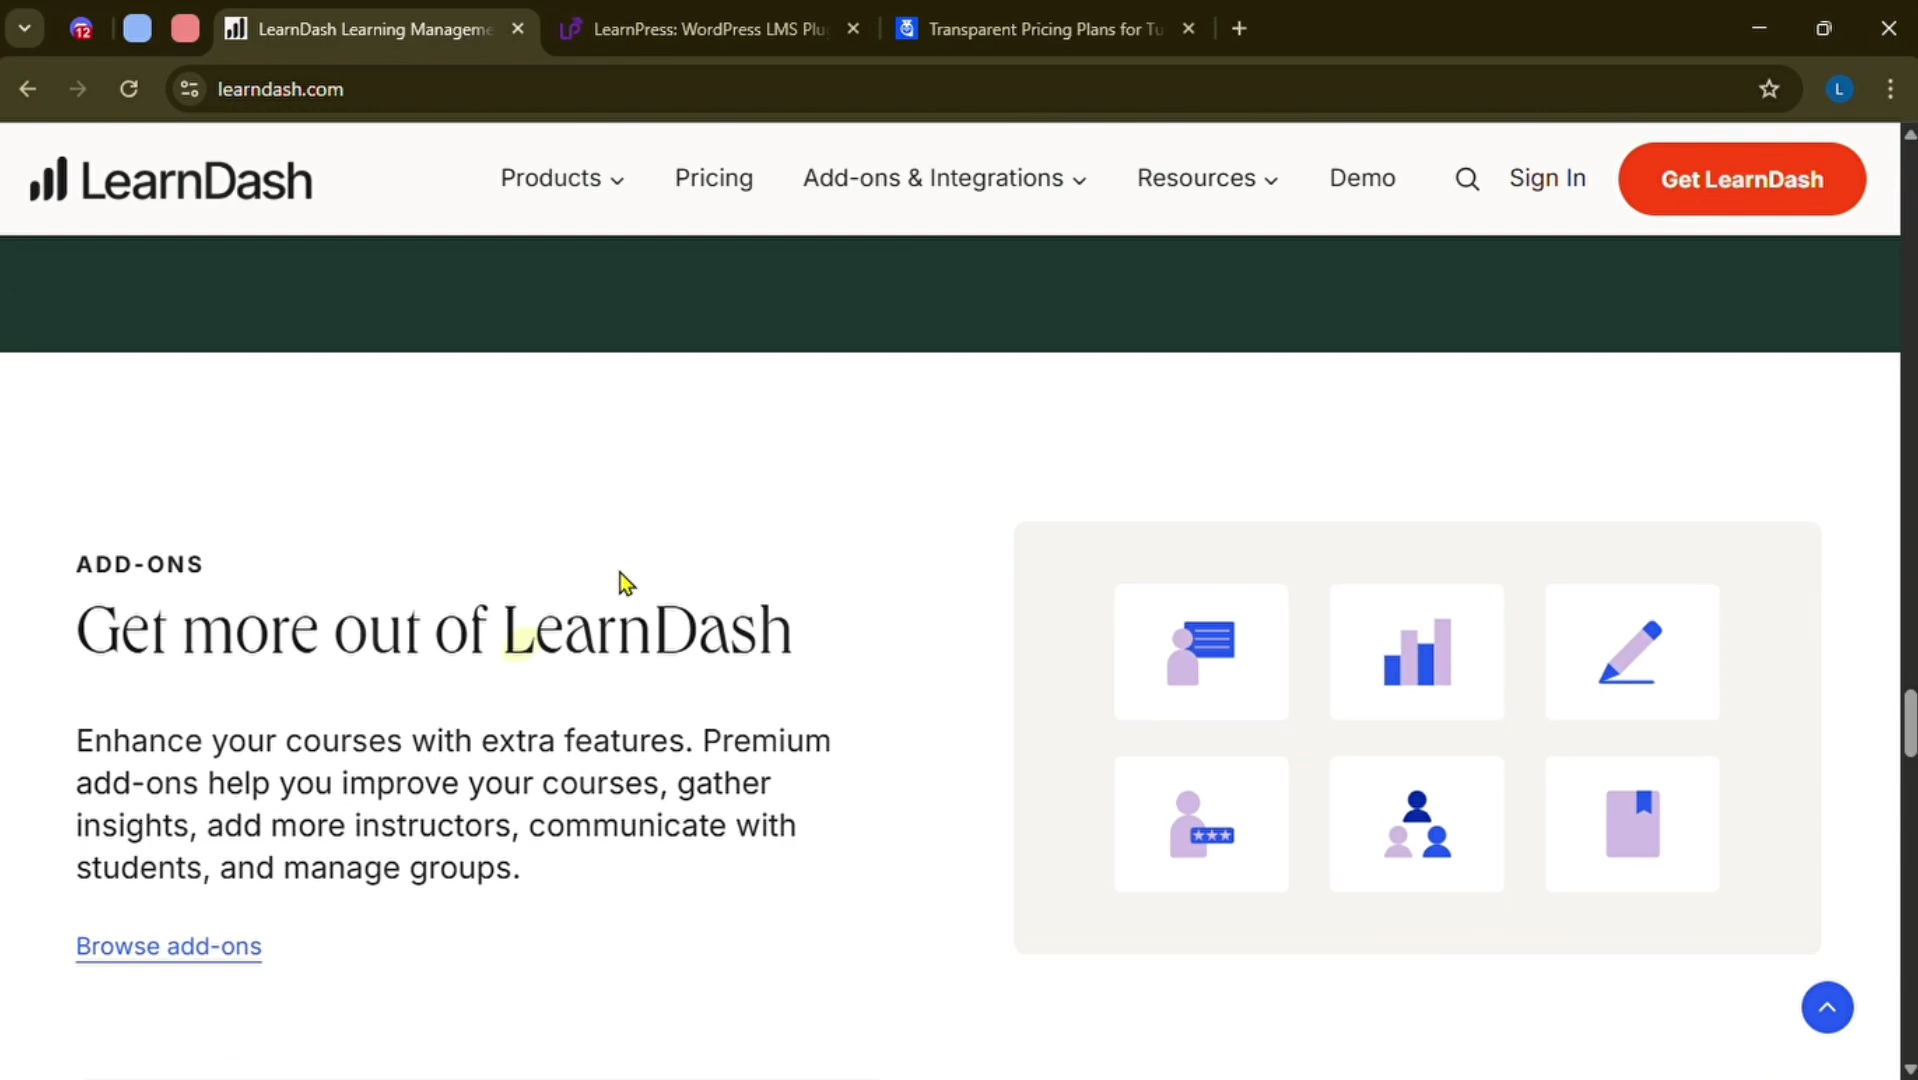 12
LearnDash Learning Manageme
LearnPress: WordPress LMS Plu
Transparent Pricing Plans for Tu
learndash.com
L
LearnDash
Products
Pricing
Add-ons & Integrations
Resources
Demo
Sign In
Get LearnDash
ADD-ONS
Get more out of LearnDash
Enhance your courses with extra features. Premium
add-ons help you improve your courses, gather
insights, add more instructors, communicate with
students, and manage groups.
Browse add-ons